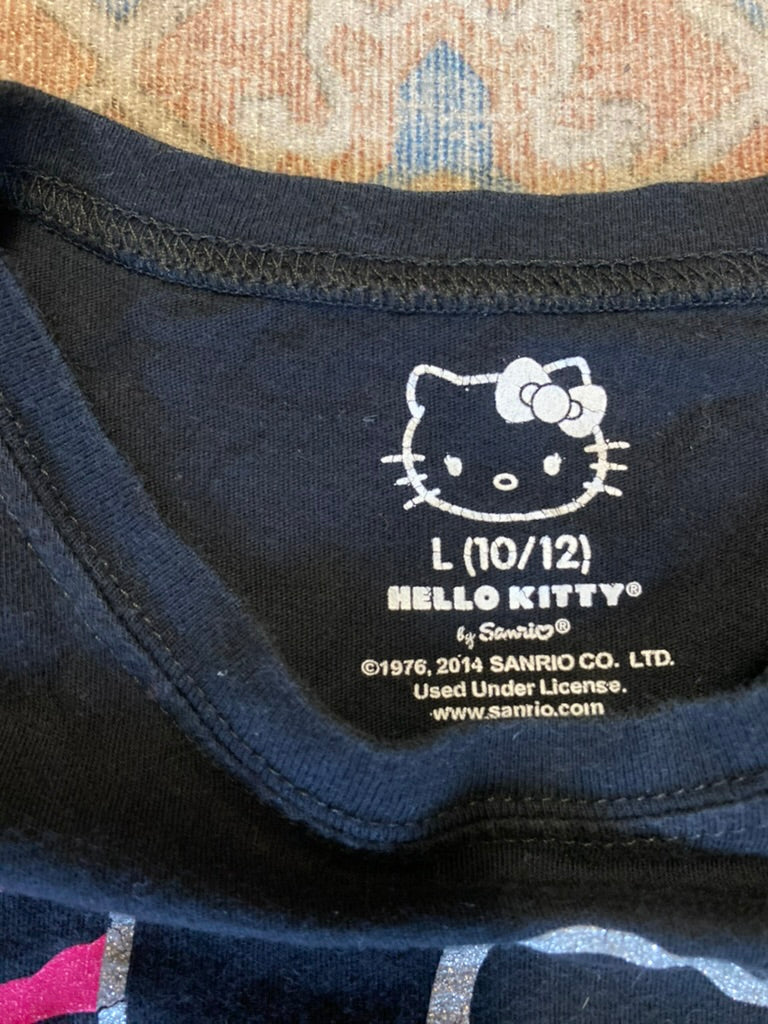 L (10/12)
HELLO KITTY®
by Sanrio®
©1976, 2014 SANRIO CO. LTD.
Used Under License.
www.sanrio.com